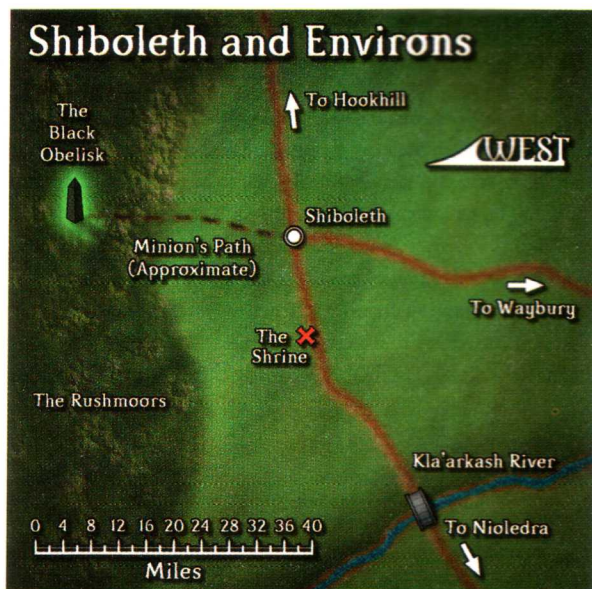 Shiboleth and Environs
To Hookhill
The
Black
Obelisk
WEST
Shiboleth
Minion's Path
(Approximate)
To Waybury
The
Shrine
The Rushmoors
Kla'arkash River
0 4 8 12 16 20 24 28 32 36 40
Miles
To Nioledra